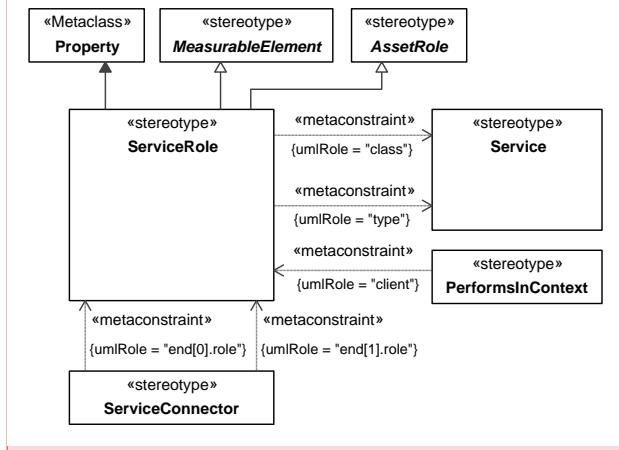 «Metaclass»
Property
«stereotype»
MeasurableElement
«stereotype»
AssetRole
«stereotype»
ServiceRole
«metaconstraint»
{umlRole = "class"}
«stereotype»
Service
«metaconstraint»
{umlRole = "type"}
«metaconstraint»
{umlRole = "client"}
«stereotype»
PerformsInContext
«metaconstraint»
{umlRole = "end[0].role"}
«metaconstraint»
{umlRole = "end[1].role"}
«stereotype»
ServiceConnector